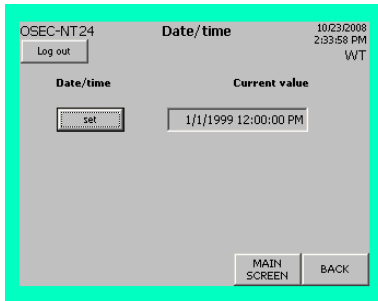 OSEC-NT24
Date/time
10/23/2008
2:33:58 PM
Log out
WT
Date/time
Current value
set
1/1/1999 12:00:00 PM
MAIN
SCREEN
BACK